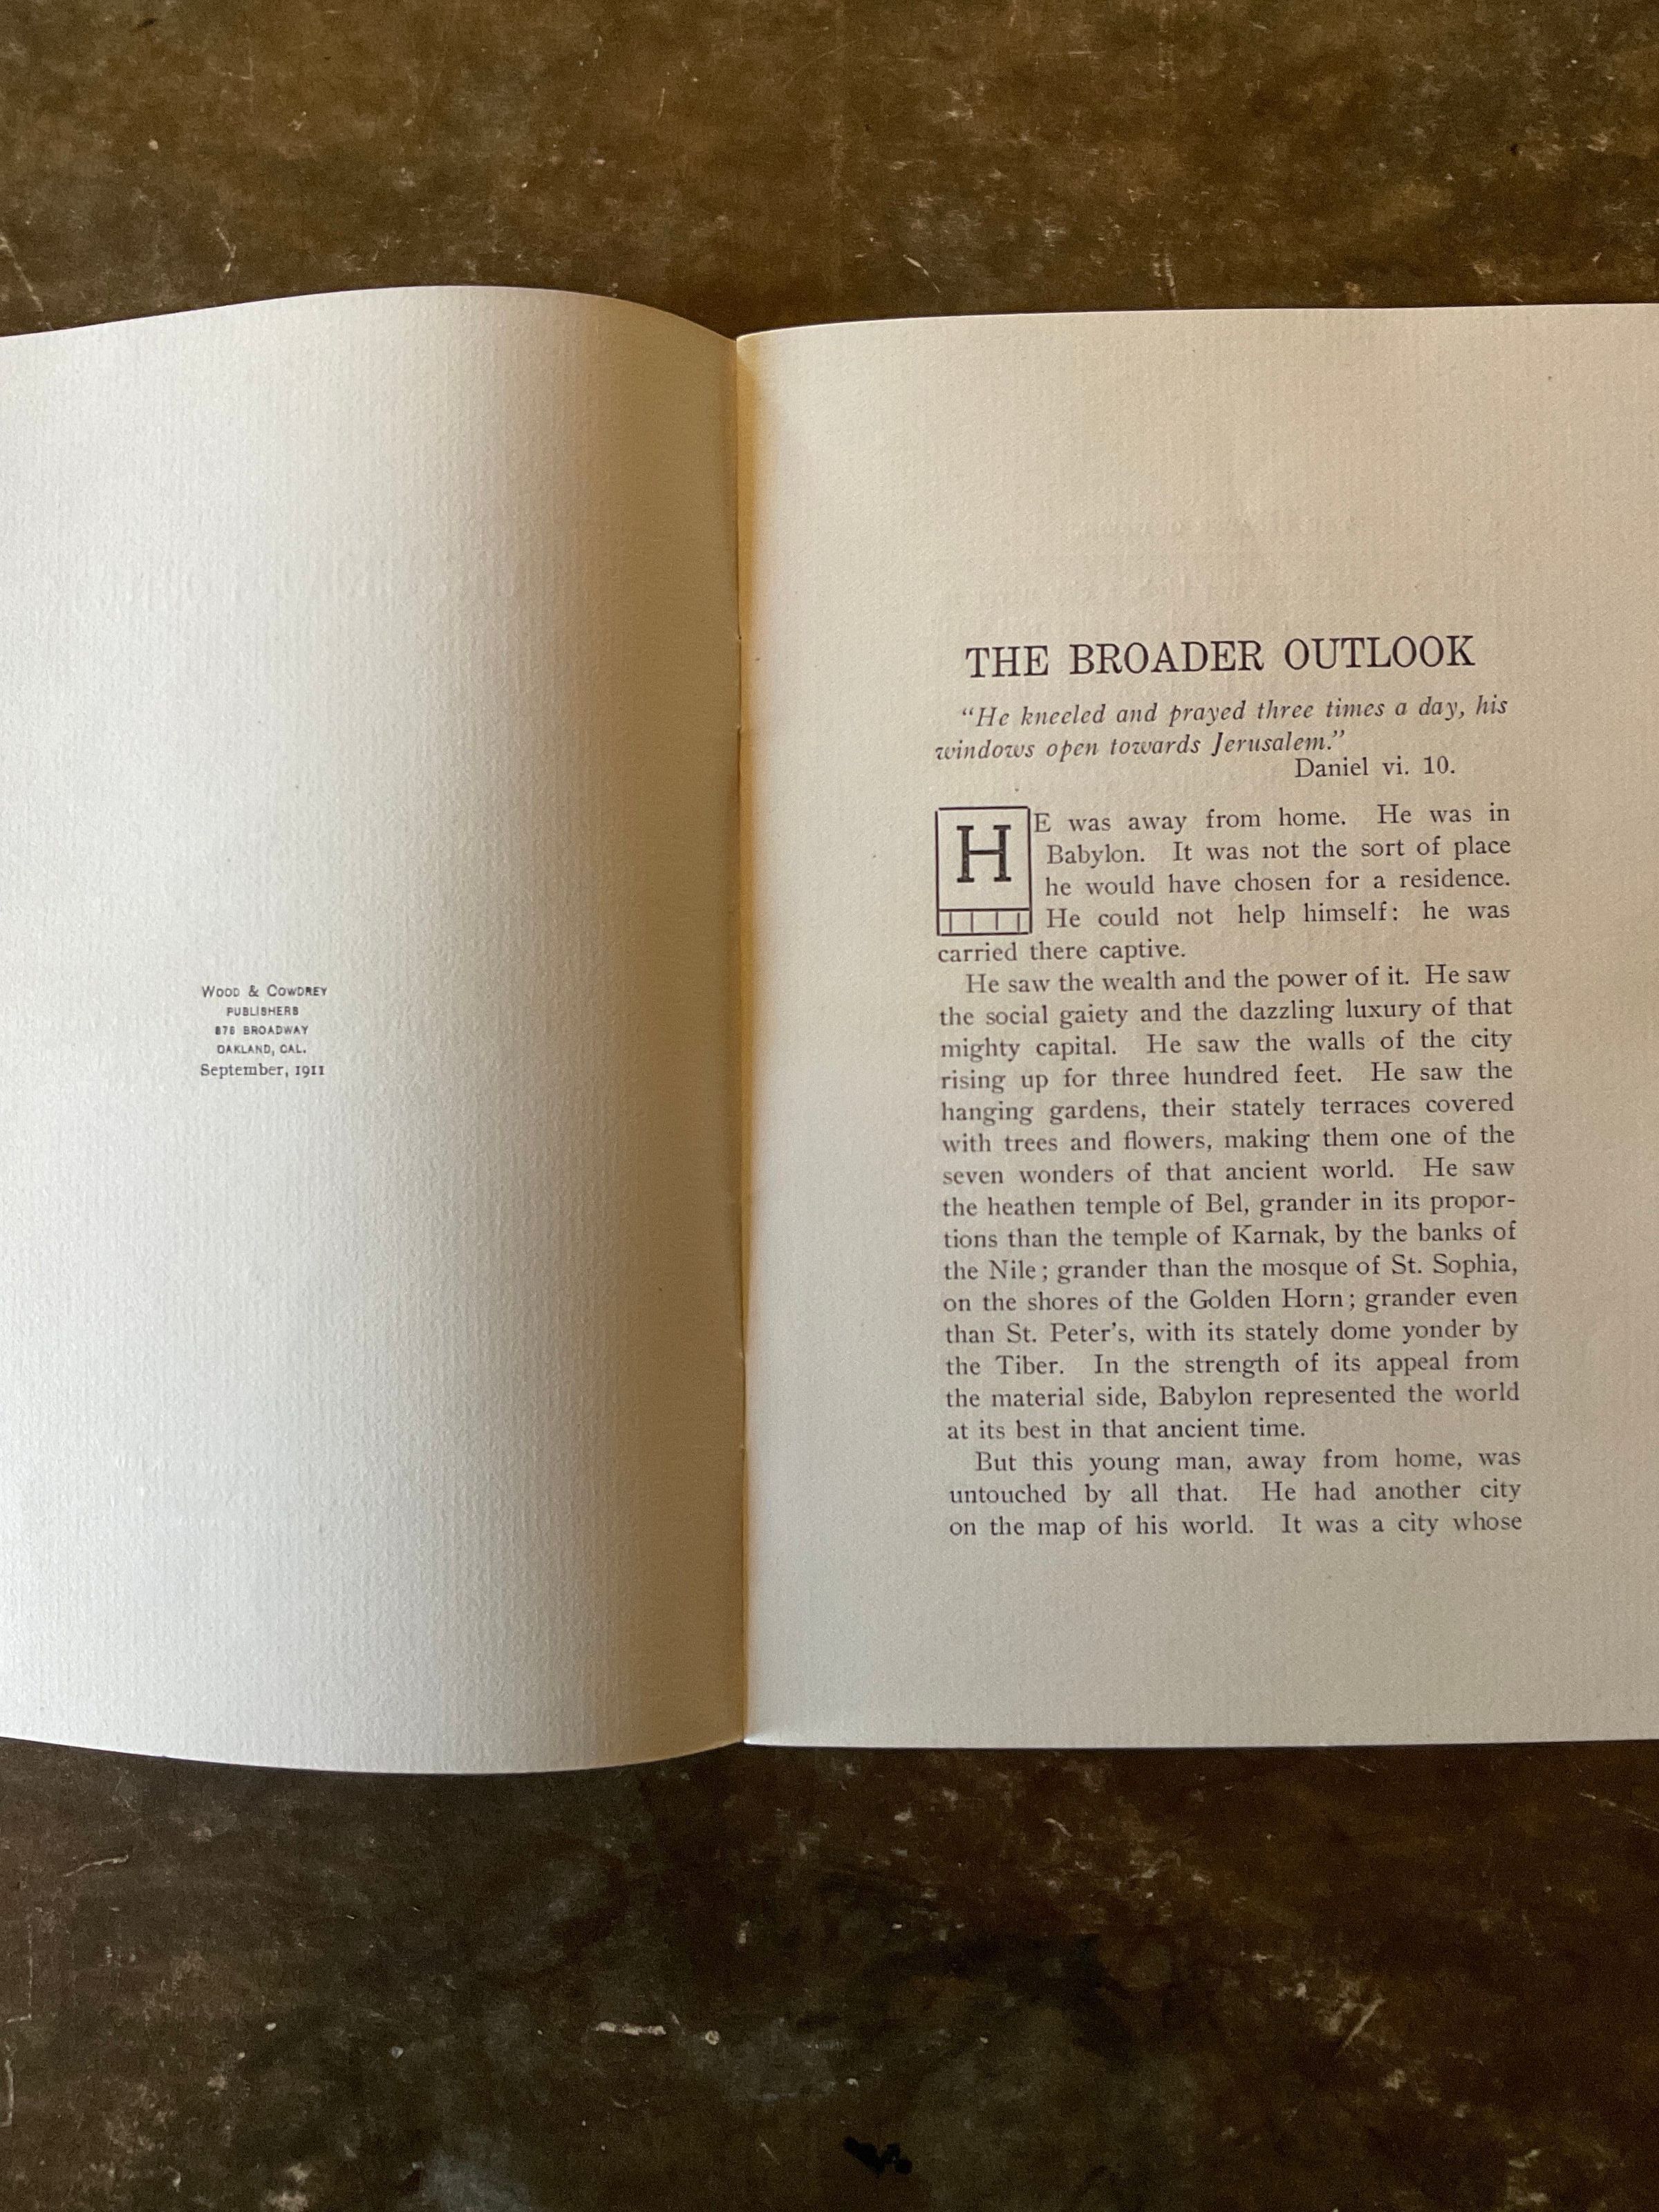 WOOD & COWDREY
PUBLISHERS
876 BROADWAY
OAKLAND, CAL.
September, 1911
THE BROADER OUTLOOK
“He kneeled and prayed three times a day, his
windows open towards Jerusalem.”
Daniel vi. 10.
HE was away from home. He was in
Babylon. It was not the sort of place
he would have chosen for a residence.
He could not help himself: he was
carried there captive.
He saw the wealth and the power of it. He saw
the social gaiety and the dazzling luxury of that
mighty capital. He saw the walls of the city
rising up for three hundred feet. He saw the
hanging gardens, their stately terraces covered
with trees and flowers, making them one of the
seven wonders of that ancient world. He saw
the heathen temple of Bel, grander in its propor-
tions than the temple of Karnak, by the banks of
the Nile; grander than the mosque of St. Sophia,
on the shores of the Golden Horn; grander even
than St. Peter’s, with its stately dome yonder by
the Tiber. In the strength of its appeal from
the material side, Babylon represented the world
at its best in that ancient time.
But this young man, away from home, was
untouched by all that. He had another city
on the map of his world. It was a city whose